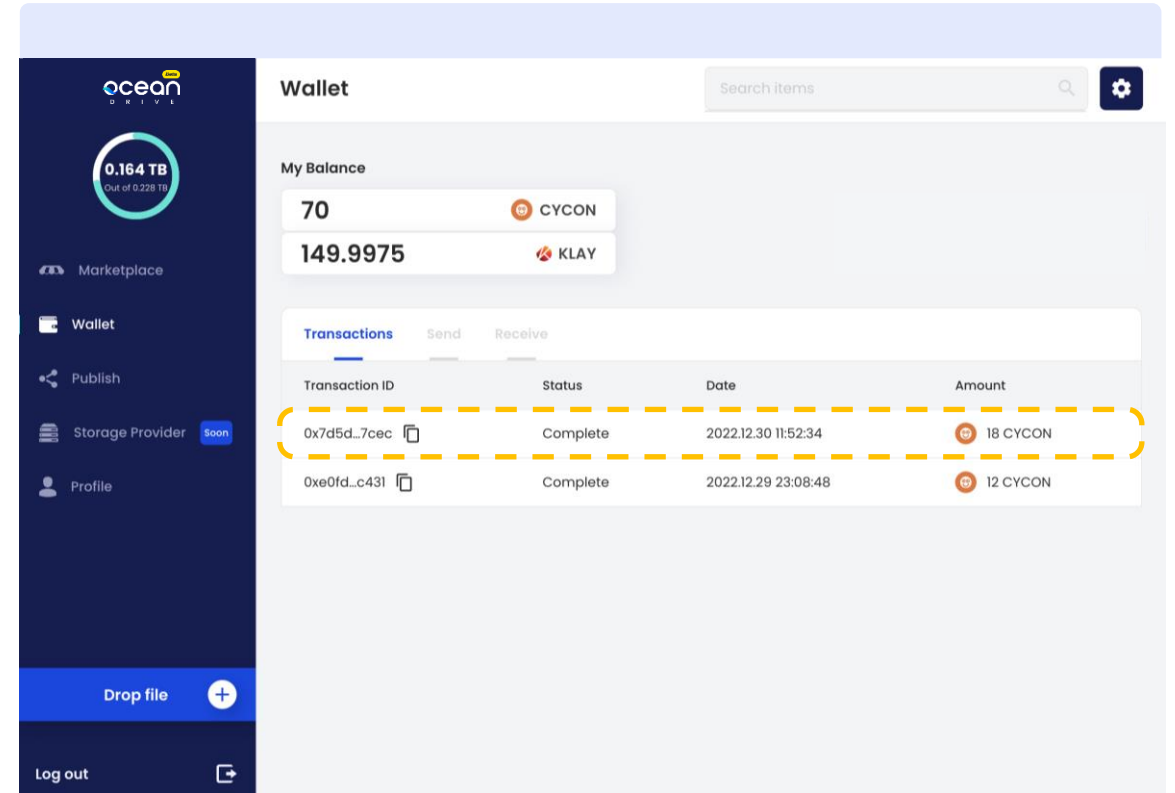 Beta
ocean
DRIVE
0.164 TB
Out of 0.228 TB
Marketplace
Wallet
Publish
Storage Provider Soon
Profile
Drop file
Log out
Wallet
Search items
My Balance
70 CYCON
149.9975 KLAY
Transactions Send Receive
Transaction ID Status Date Amount
0x7d5d...7cec Complete 2022.12.30 11:52:34 18 CYCON
0xe0fd...c431 Complete 2022.12.29 23:08:48 12 CYCON